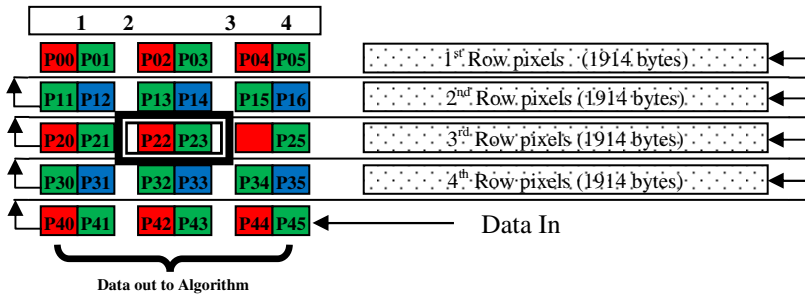 1 2 3 4
P00 P01 P02 P03 P04 P05 1st Row pixels (1914 bytes)
P11 P12 P13 P14 P15 P16 2nd Row pixels (1914 bytes)
P20 P21 P22 P23 P25 3rd Row pixels (1914 bytes)
P30 P31 P32 P33 P34 P35 4th Row pixels (1914 bytes)
P40 P41 P42 P43 P44 P45 Data In
Data out to Algorithm